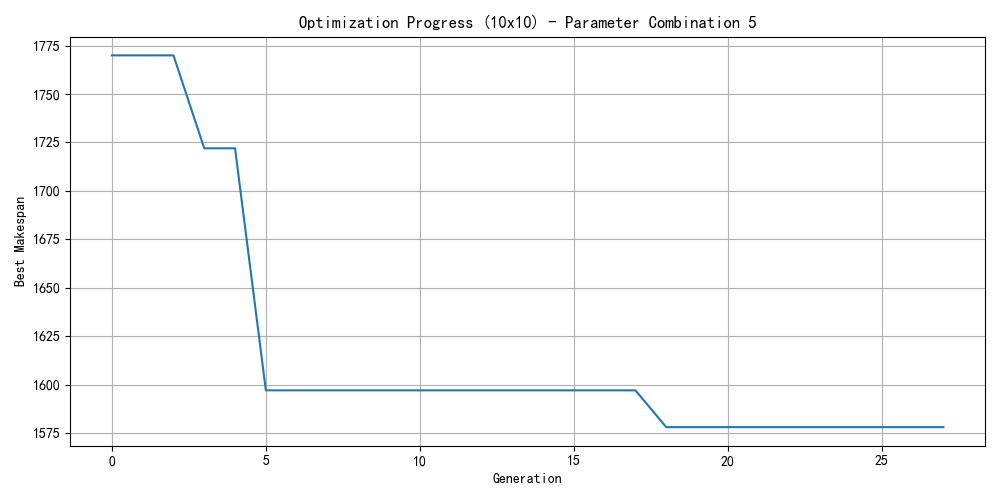 Optimization Progress (10x10) - Parameter Combination 5
1775
1750
1725
1700
1675
1650
1625
1600
1575
Best Makespan
0 5 10 15 20 25
Generation